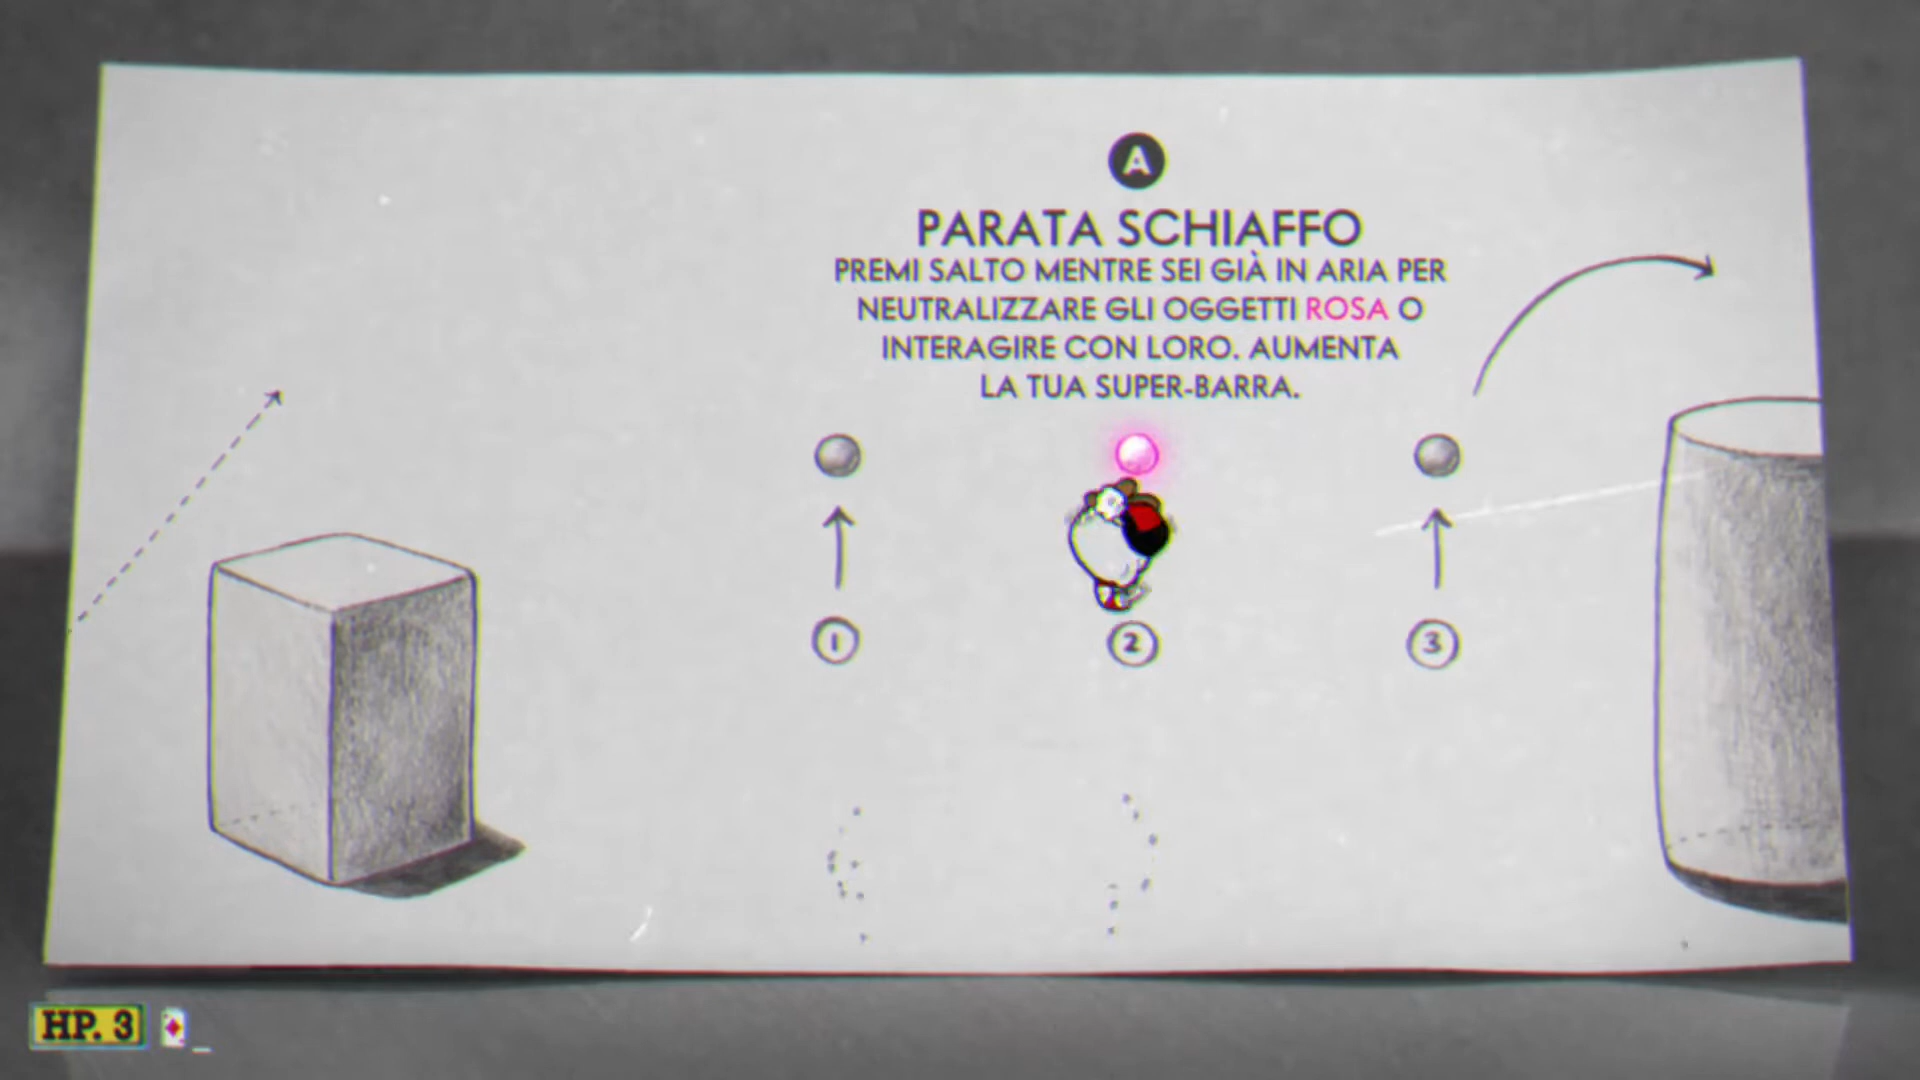 A
PARATA SCHIAFFO
PREMI SALTO MENTRE SEI GIÀ IN ARIA PER
NEUTRALIZZARE GLI OGGETTI ROSA O
INTERAGIRE CON LORO. AUMENTA
LA TUA SUPER-BARRA.
1 2 3
HP. 3